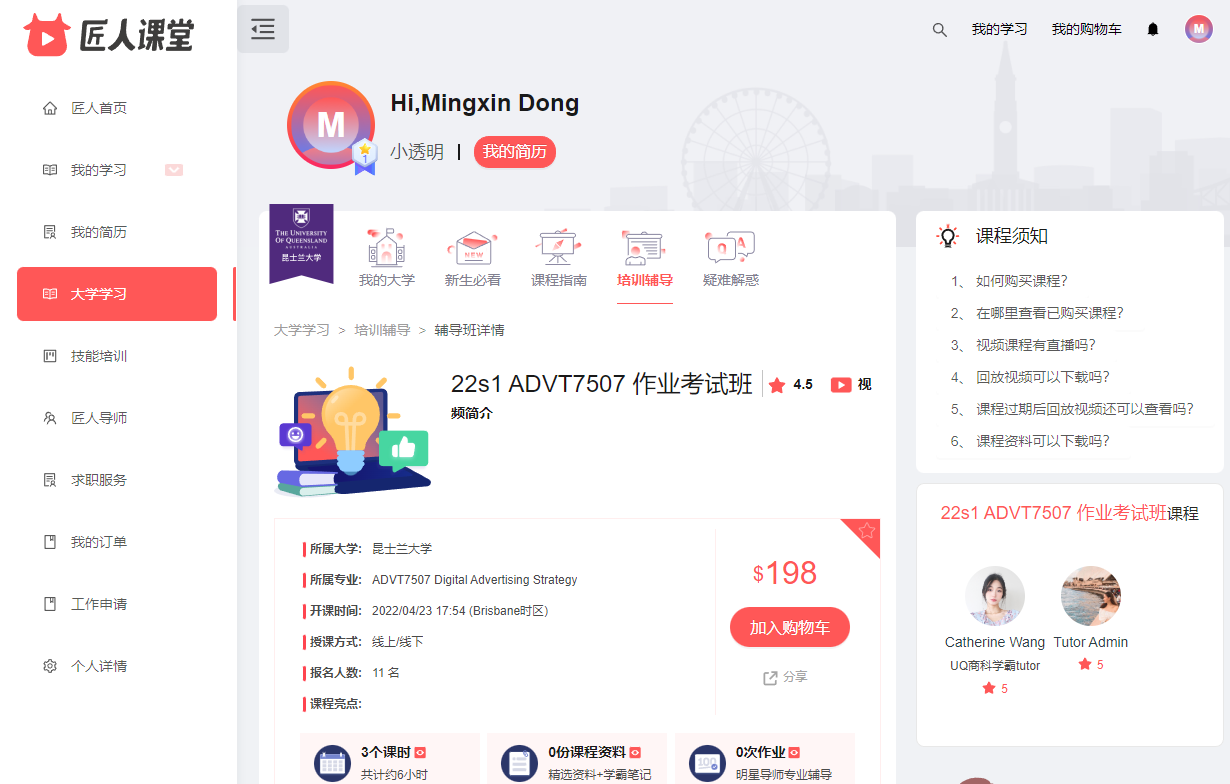 匠人课堂
匠人首页
我的学习
我的简历
大学学习
技能培训
匠人导师
求职服务
我的订单
工作申请
个人详情
我的学习
我的购物车
M
M
1
Hi,Mingxin Dong
小透明 | 我的简历
THE UNIVERSITY
OF QUEENSLAND
AUSTRALIA
昆士兰大学
我的大学
NEW
新生必看
课程指南
培训辅导
Q A
疑难解惑
大学学习 > 培训辅导 > 辅导班详情
22s1 ADVT7507 作业考试班 4.5 视
频简介
所属大学: 昆士兰大学
所属专业: ADVT7507 Digital Advertising Strategy
开课时间: 2022/04/23 17:54 (Brisbane时区)
授课方式: 线上/线下
报名人数: 11 名
课程亮点:
$198
加入购物车
分享
3个课时
共计约6小时
0份课程资料
精选资料+学霸笔记
100
0次作业
明星导师专业辅导
课程须知
1、 如何购买课程?
2、 在哪里查看已购买课程?
3、 视频课程有直播吗?
4、 回放视频可以下载吗?
5、 课程过期后回放视频还可以查看吗?
6、 课程资料可以下载吗?
22s1 ADVT7507 作业考试班课程
Catherine Wang
UQ商科学霸tutor
5
Tutor Admin
5